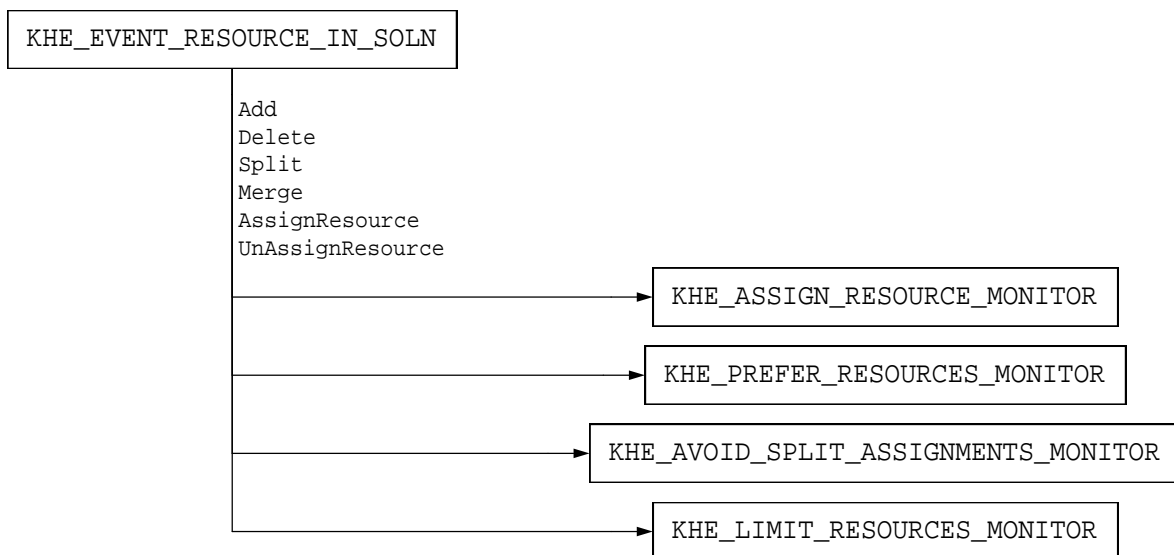 KHE_EVENT_RESOURCE_IN_SOLN
Add
Delete
Split
Merge
AssignResource
UnAssignResource
KHE_ASSIGN_RESOURCE_MONITOR
KHE_PREFER_RESOURCES_MONITOR
KHE_AVOID_SPLIT_ASSIGNMENTS_MONITOR
KHE_LIMIT_RESOURCES_MONITOR